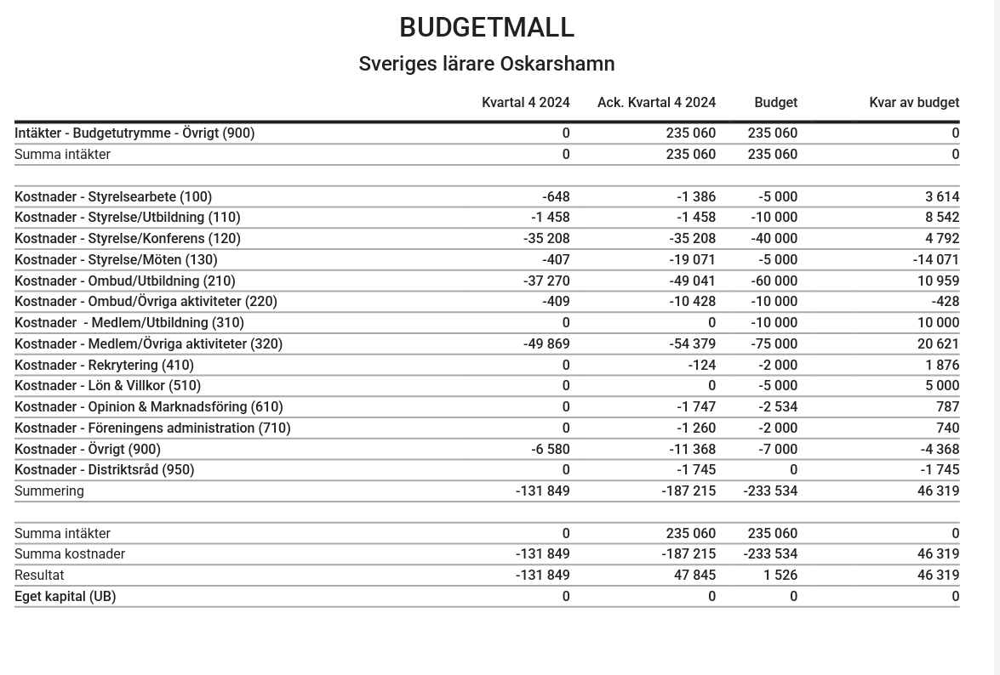 BUDGETMALL
Sveriges lärare Oskarshamn
Kvartal 4 2024 Ack. Kvartal 4 2024 Budget Kvar av budget
Intäkter - Budgetutrymme - Övrigt (900) 0 235 060 235 060 0
Summa intäkter 0 235 060 235 060 0
Kostnader - Styrelsearbete (100) -648 -1 386 -5 000 3 614
Kostnader - Styrelse/Utbildning (110) -1 458 -1 458 -10 000 8 542
Kostnader - Styrelse/Konferens (120) -35 208 -35 208 -40 000 4 792
Kostnader - Styrelse/Möten (130) -407 -19 071 -5 000 -14 071
Kostnader - Ombud/Utbildning (210) -37 270 -49 041 -60 000 10 959
Kostnader - Ombud/Övriga aktiviteter (220) -409 -10 428 -10 000 -428
Kostnader  - Medlem/Utbildning (310) 0 0 -10 000 10 000
Kostnader - Medlem/Övriga aktiviteter (320) -49 869 -54 379 -75 000 20 621
Kostnader - Rekrytering (410) 0 -124 -2 000 1 876
Kostnader - Lön & Villkor (510) 0 0 -5 000 5 000
Kostnader - Opinion & Marknadsföring (610) 0 -1 747 -2 534 787
Kostnader - Föreningens administration (710) 0 -1 260 -2 000 740
Kostnader - Övrigt (900) -6 580 -11 368 -7 000 -4 368
Kostnader - Distriktsråd (950) 0 -1 745 0 -1 745
Summering -131 849 -187 215 -233 534 46 319
Summa intäkter 0 235 060 235 060 0
Summa kostnader -131 849 -187 215 -233 534 46 319
Resultat -131 849 47 845 1 526 46 319
Eget kapital (UB) 0 0 0 0